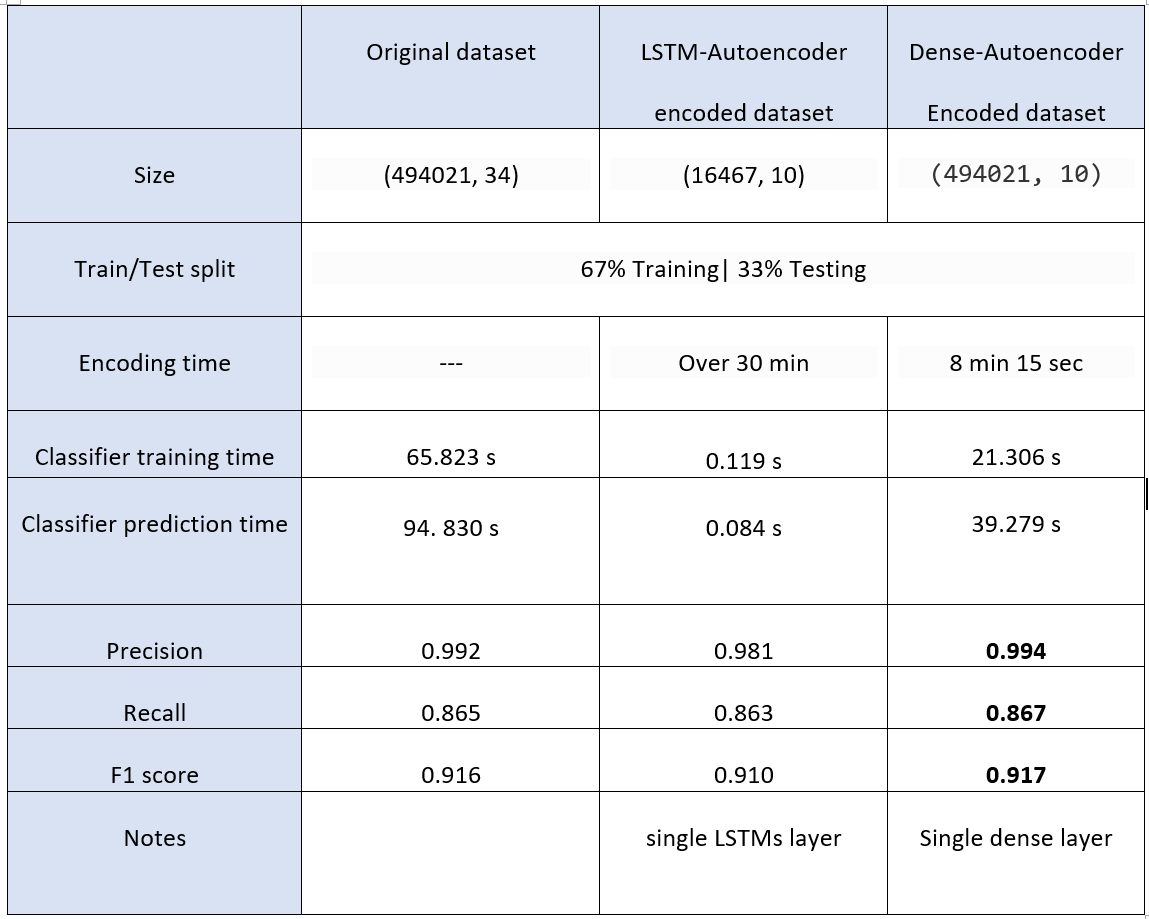 Original dataset
LSTM-Autoencoder
encoded dataset
Dense-Autoencoder
Encoded dataset
Size
(494021, 34)
(16467, 10)
(494021, 10)
Train/Test split
67% Training| 33% Testing
Encoding time
---
Over 30 min
8 min 15 sec
Classifier training time
65.823 s
0.119 s
21.306 s
Classifier prediction time
94. 830 s
0.084 s
39.279 s
Precision
0.992
0.981
0.994
Recall
0.865
0.863
0.867
F1 score
0.916
0.910
0.917
Notes
single LSTMs layer
Single dense layer